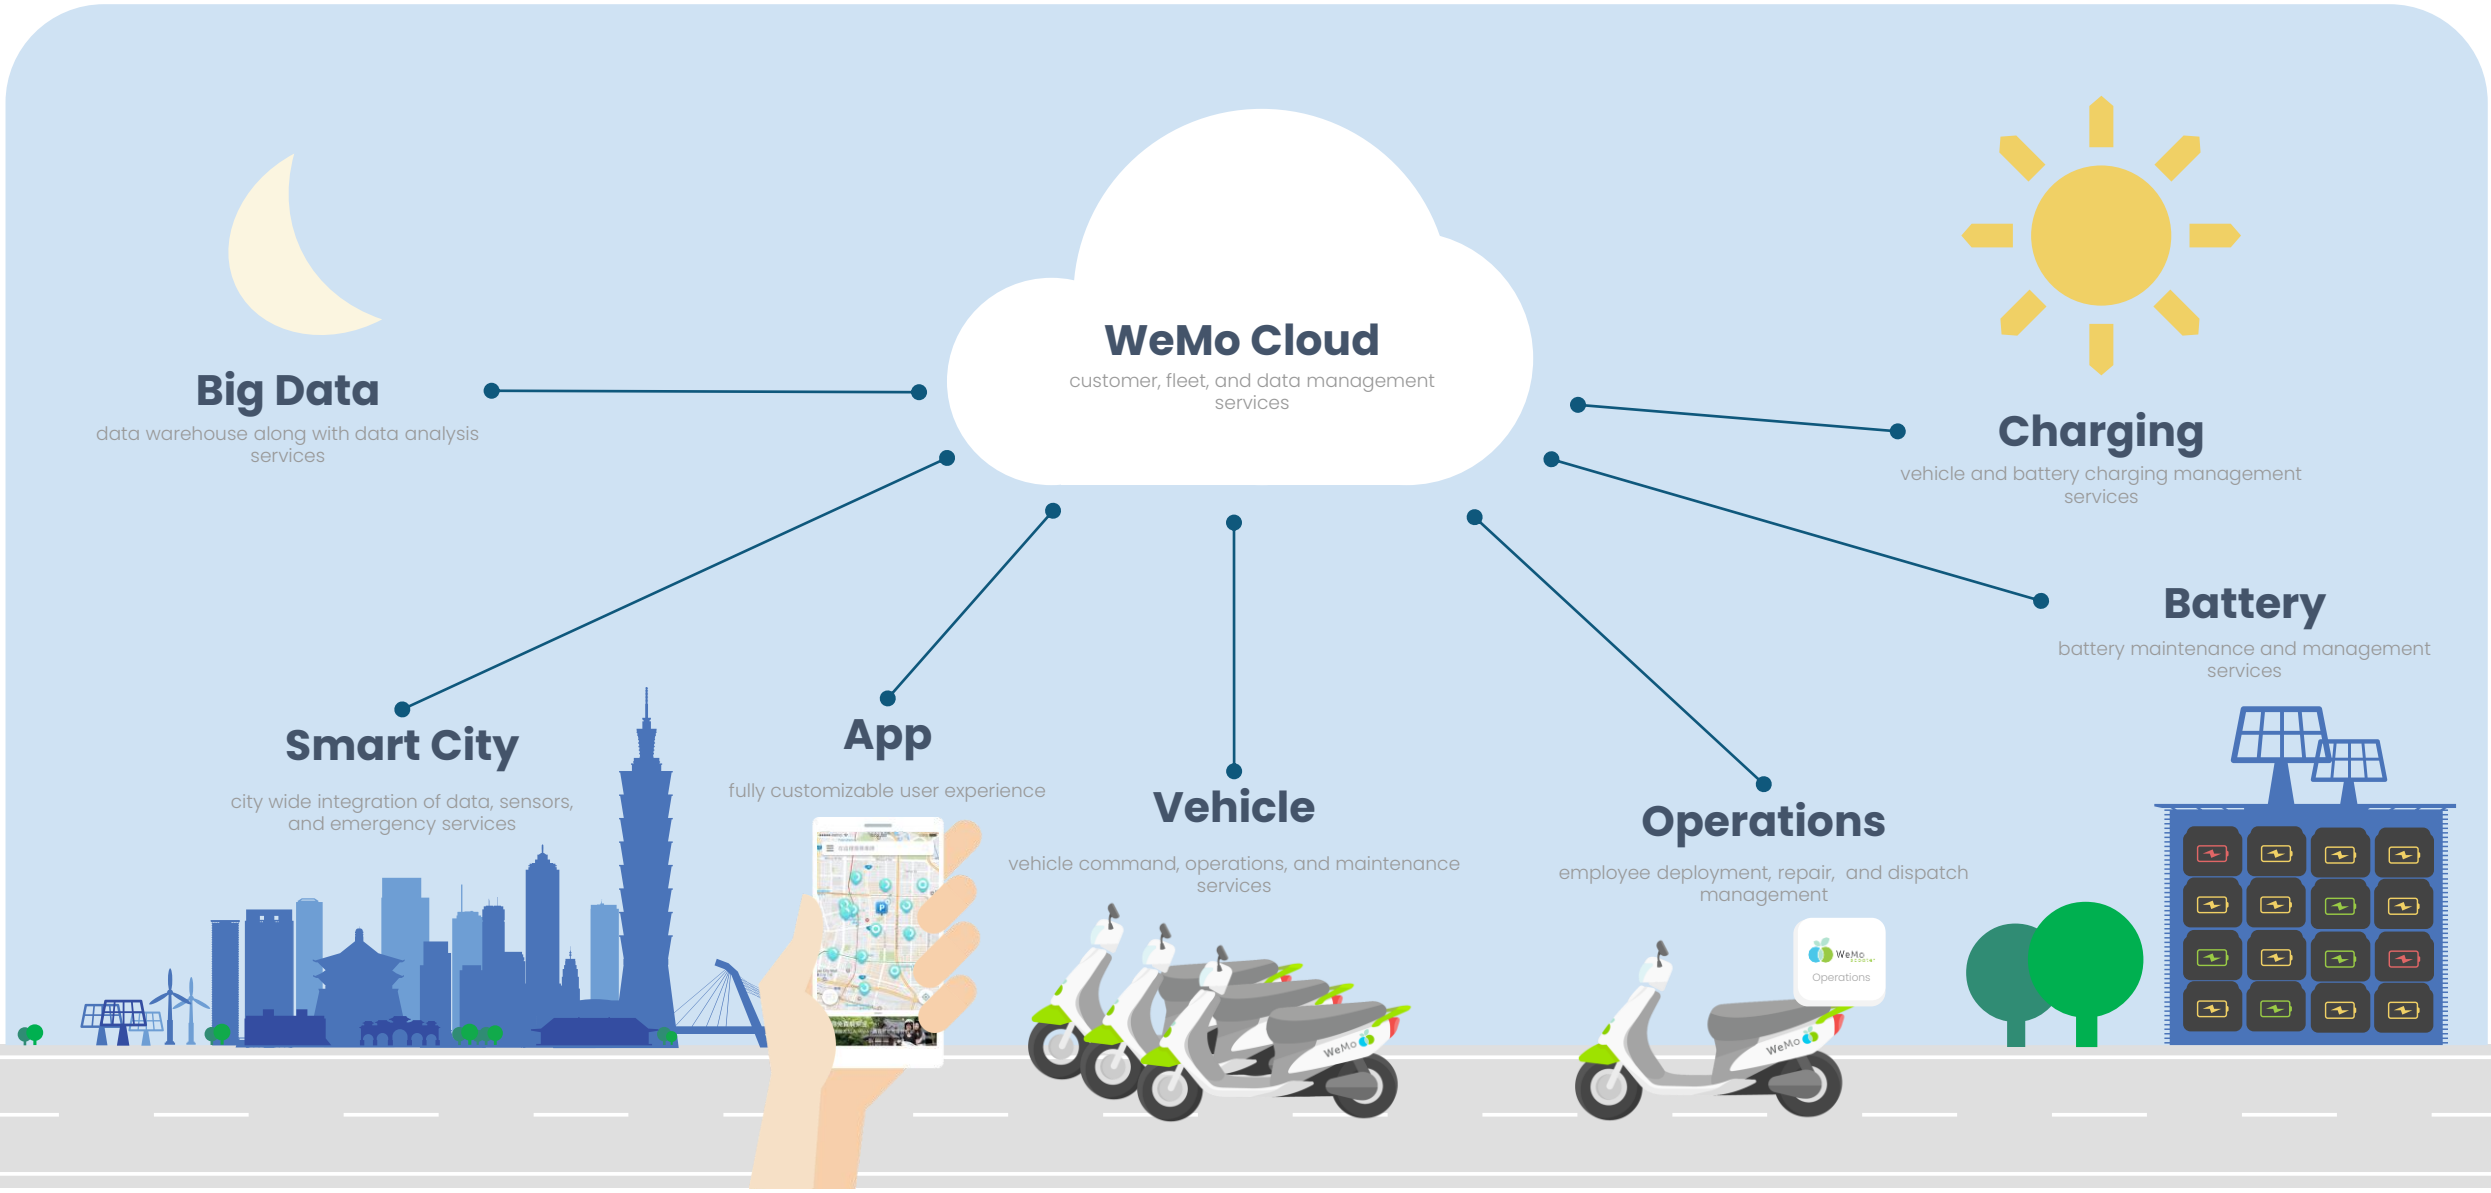 WeMo Cloud
customer, fleet, and data management
services
Big Data
data warehouse along with data analysis
services
Charging
vehicle and battery charging management
services
Battery
battery maintenance and management
services
Smart City
city wide integration of data, sensors,
and emergency services
App
fully customizable user experience
Vehicle
vehicle command, operations, and maintenance
services
Operations
employee deployment, repair, and dispatch
management
WeMo
Operations
P
WeMo
WeMo